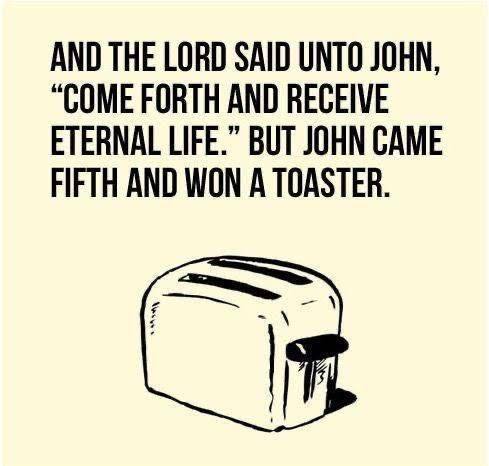 AND THE LORD SAID UNTO JOHN,
“COME FORTH AND RECEIVE
ETERNAL LIFE.” BUT JOHN CAME
FIFTH AND WON A TOASTER.